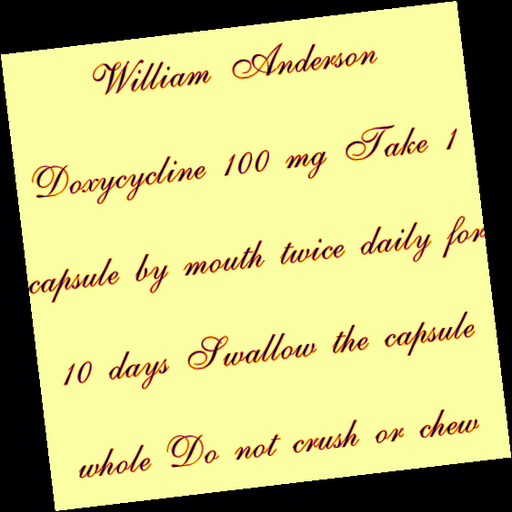 William Anderson
Doxycycline 100 mg Take 1
capsule by mouth twice daily for
10 days Swallow the capsule
whole Do not crush or chew